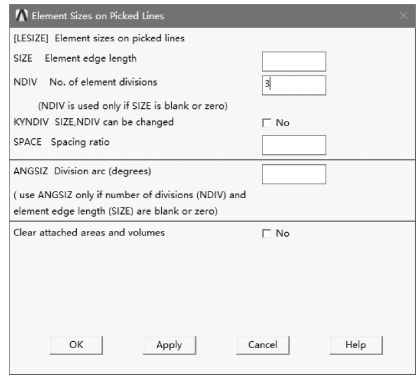 Element Sizes on Picked Lines
[LESIZE] Element sizes on picked lines
SIZE Element edge length
NDIV No. of element divisions 3
(NDIV is used only if SIZE is blank or zero)
KYNDIV SIZE,NDIV can be changed No
SPACE Spacing ratio
ANGSIZ Division arc (degrees)
( use ANGSIZ only if number of divisions (NDIV) and
element edge length (SIZE) are blank or zero)
Clear attached areas and volumes No
OK Apply Cancel Help